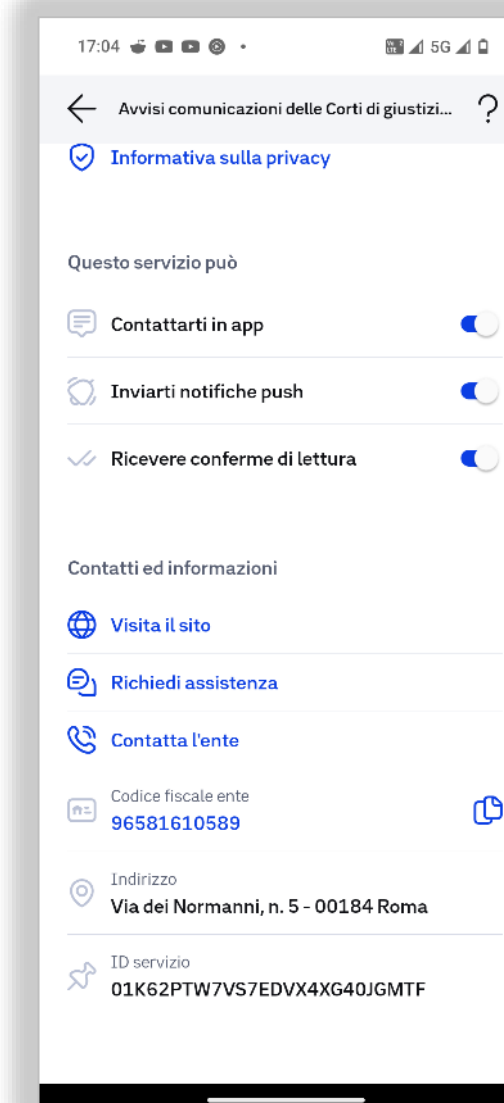 17:04
5G
Avvisi comunicazioni delle Corti di giustizi... ?
Informativa sulla privacy
Questo servizio può
Contattarti in app
Inviarti notifiche push
Ricevere conferme di lettura
Contatti ed informazioni
Visita il sito
Richiedi assistenza
Contatta l'ente
Codice fiscale ente
96581610589
Indirizzo
Via dei Normanni, n. 5 - 00184 Roma
ID servizio
01K62PTW7VS7EDVX4XG40JGMTF